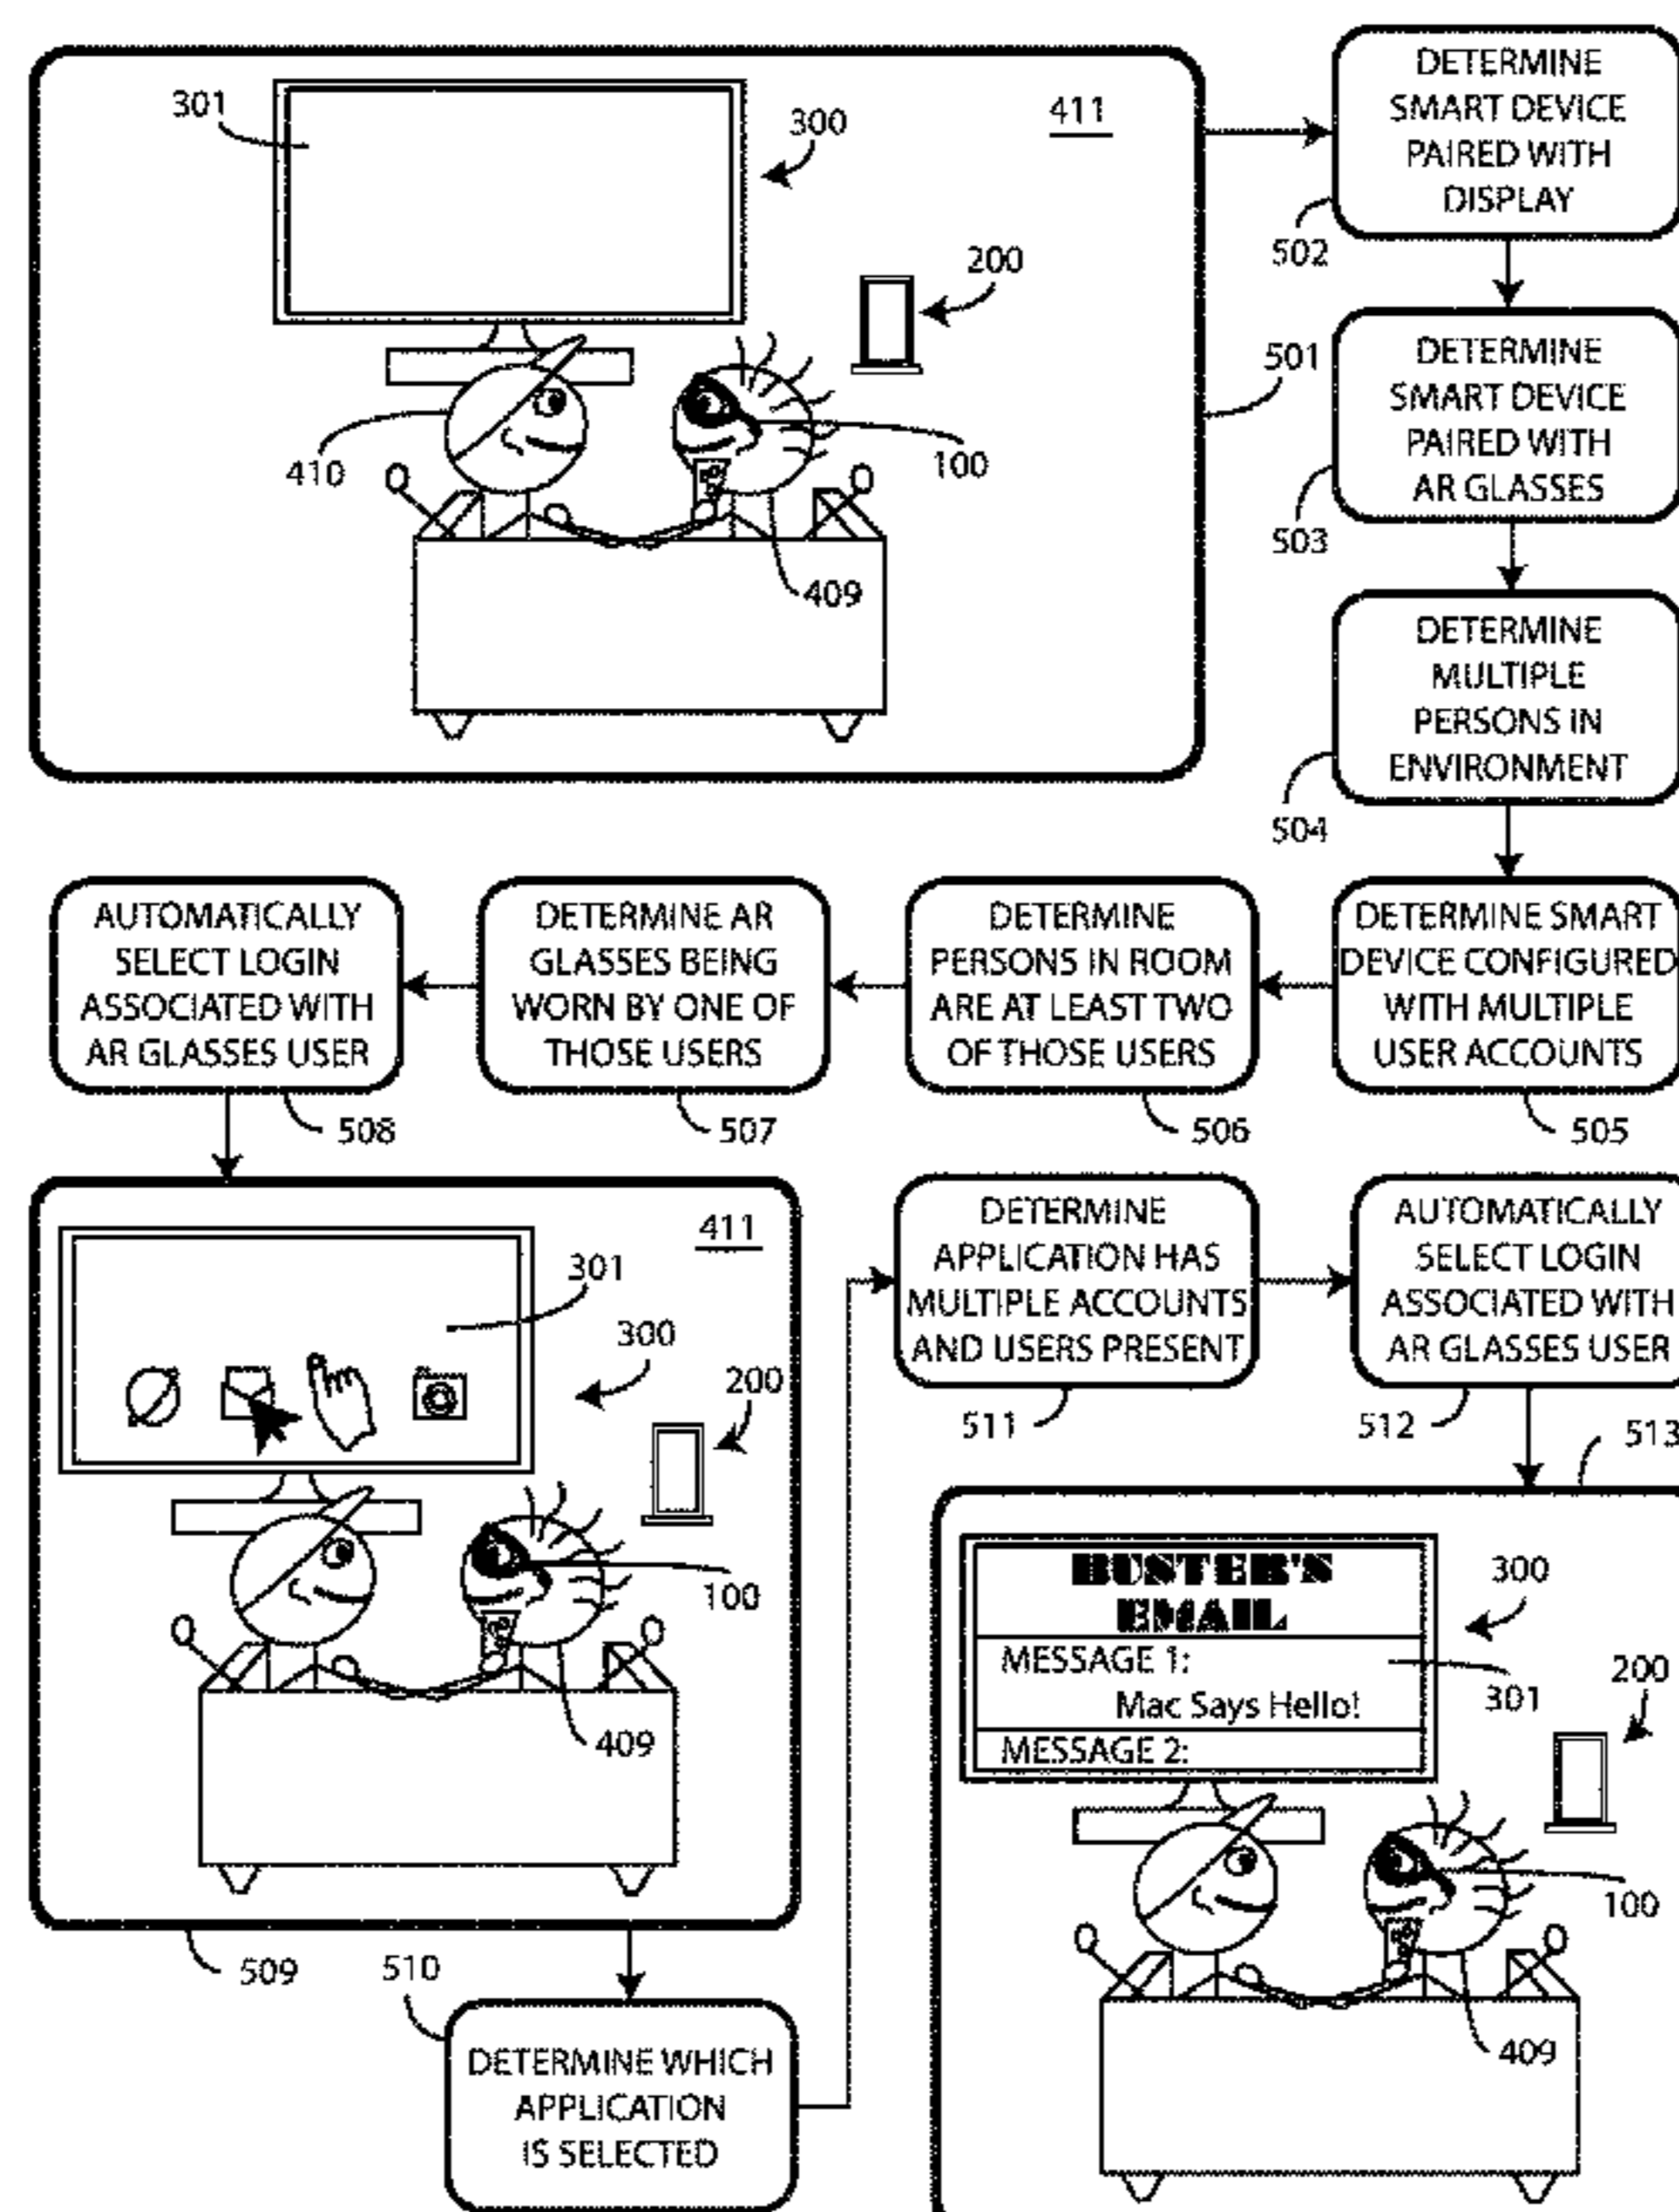 301
300
411
200
501
410
100
409
DETERMINE
SMART DEVICE
PAIRED WITH
DISPLAY
502
DETERMINE
SMART DEVICE
PAIRED WITH
AR GLASSES
503
DETERMINE
MULTIPLE
PERSONS IN
ENVIRONMENT
504
DETERMINE SMART
DEVICE CONFIGURED
WITH MULTIPLE
USER ACCOUNTS
505
DETERMINE
PERSONS IN ROOM
ARE AT LEAST TWO
OF THOSE USERS
506
DETERMINE AR
GLASSES BEING
WORN BY ONE OF
THOSE USERS
507
AUTOMATICALLY
SELECT LOGIN
ASSOCIATED WITH
AR GLASSES USER
508
411
301
300
200
100
409
509
510
DETERMINE WHICH
APPLICATION
IS SELECTED
DETERMINE
APPLICATION HAS
MULTIPLE ACCOUNTS
AND USERS PRESENT
511
AUTOMATICALLY
SELECT LOGIN
ASSOCIATED WITH
AR GLASSES USER
512
513
BUSTER'S
EMAIL
MESSAGE 1:
Mac Says Hello!
MESSAGE 2:
300
301
200
100
409